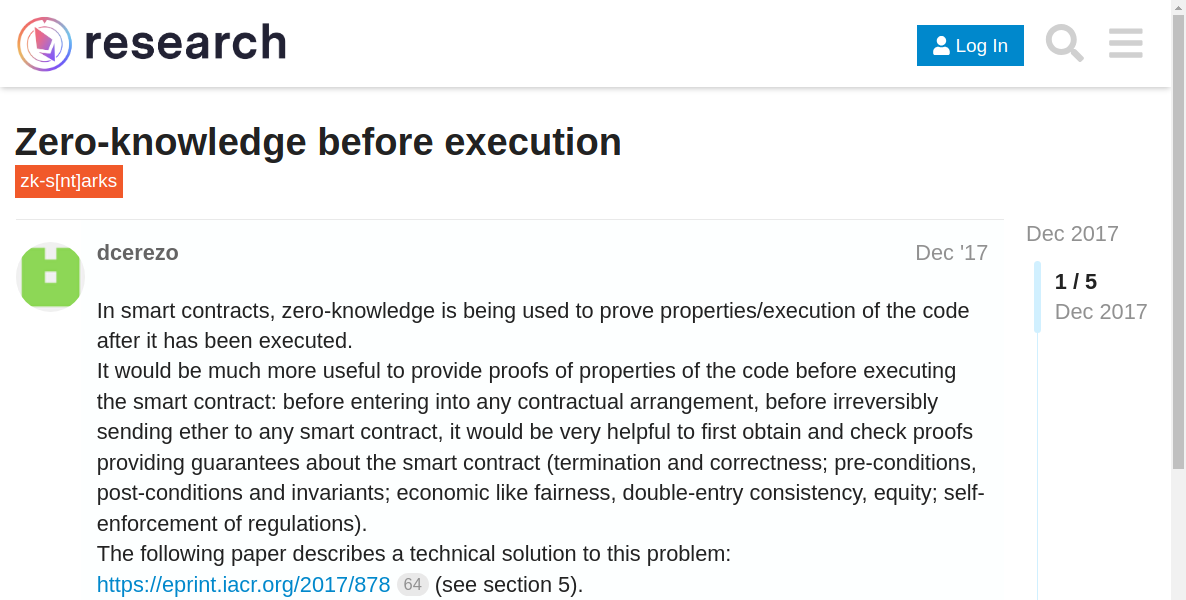 research
Log In
Zero-knowledge before execution
zk-s[nt]arks
dcerezo
Dec '17
In smart contracts, zero-knowledge is being used to prove properties/execution of the code
after it has been executed.
It would be much more useful to provide proofs of properties of the code before executing
the smart contract: before entering into any contractual arrangement, before irreversibly
sending ether to any smart contract, it would be very helpful to first obtain and check proofs
providing guarantees about the smart contract (termination and correctness; pre-conditions,
post-conditions and invariants; economic like fairness, double-entry consistency, equity; self-
enforcement of regulations).
The following paper describes a technical solution to this problem:
https://eprint.iacr.org/2017/878 64 (see section 5).
Dec 2017
1 / 5
Dec 2017